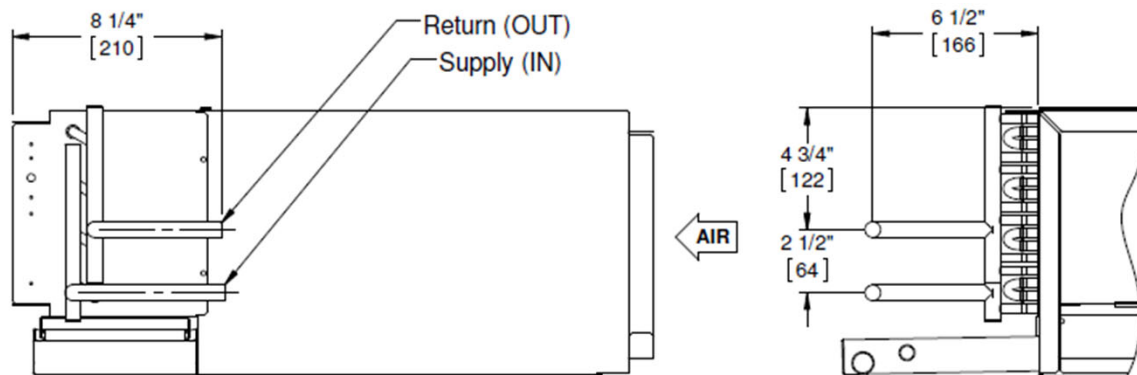 8 1/4"
[210]
Return (OUT)
Supply (IN)
6 1/2"
[166]
4 3/4"
[122]
AIR
2 1/2"
[64]